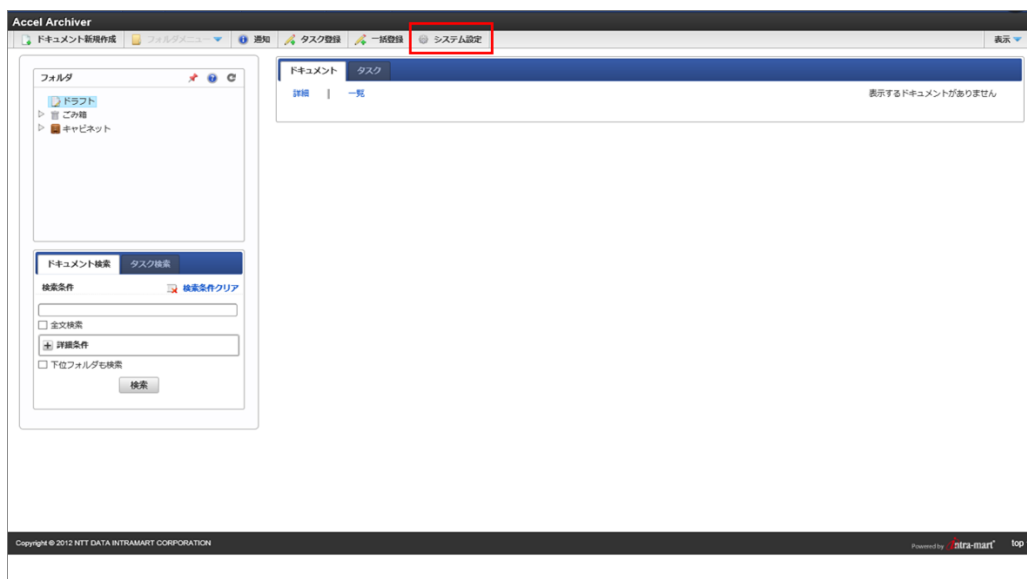 Accel Archiver
ドキュメント新規作成 フォルダメニュー 通知 タスク登録 一括登録 システム設定 表示
フォルダ
ドラフト
ごみ箱
キャビネット
ドキュメント タスク
詳細 | 一覧 表示するドキュメントがありません
ドキュメント検索 タスク検索
検索条件 検索条件クリア
全文検索
詳細条件
下位フォルダも検索
検索
Copyright © 2012 NTT DATA INTRAMART CORPORATION
Powered by intra-mart top